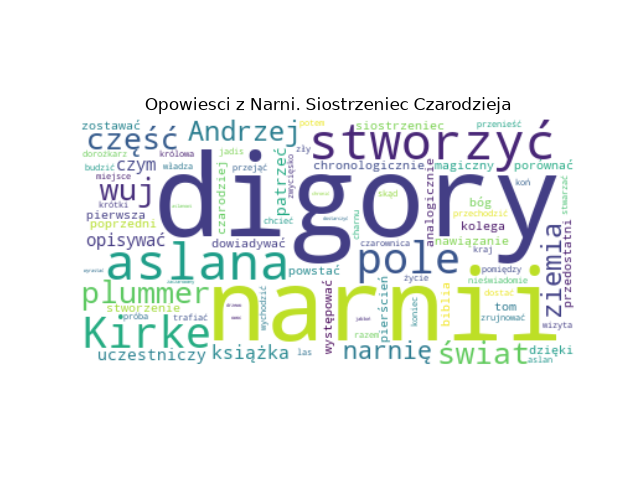 Opowiesci z Narni. Siostrzeniec Czarodzieja
zostawać
Andrzej
potem
siostrzeniec
przenieść
część
stworzyć
dorożkarz
królowa
jadis
zły
chronologicznie
magiczny
porównać
budzić
czym
władza
przejąć
patrzeć
zwycięsko
miejsce
wuj
digory
czarodziej
skąd
analogicznie
koń
stwarzać
krótki
chcieć
bóg
pierwsza
przechodzić
poprzedni
charnu
kolega
opisywać
dowiadywać
czarownica
nawiązanie
kraj
ziemia
przedostatni
aslana
powstać
pole
pomiędzy
życie
nieświadomie
plummer
narnii
występować
pierścień
koniec
biblia
dostać
stworzenie
wychodzić
tom
Kirke
próba
trafiać
razem
zrujnować
wizyta
uczestniczy
książka
las
narnię
świat
dzięki
aslan